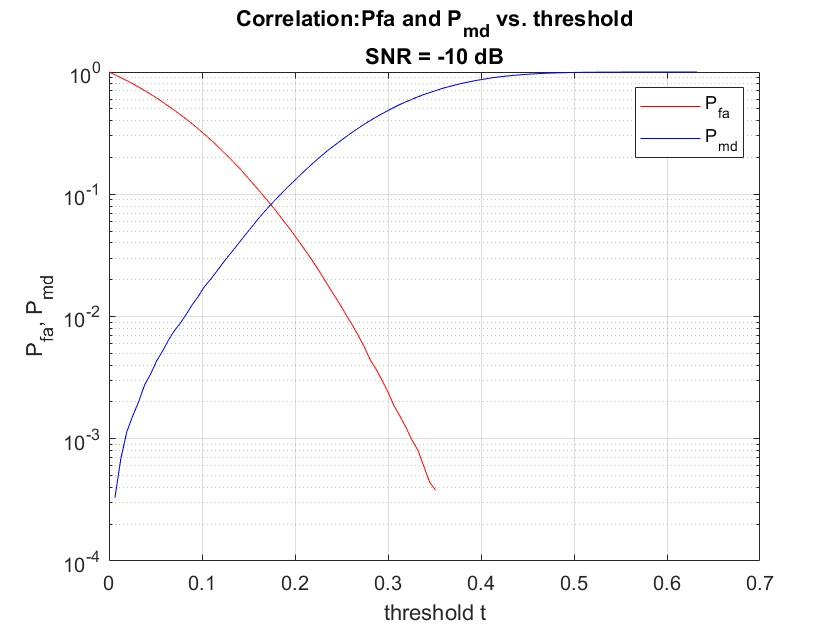 Correlation:Pfa and P_md vs. threshold
SNR = -10 dB
10^0
10^-1
10^-2
10^-3
10^-4
P_fa, P_md
P_fa
P_md
0 0.1 0.2 0.3 0.4 0.5 0.6 0.7
threshold t